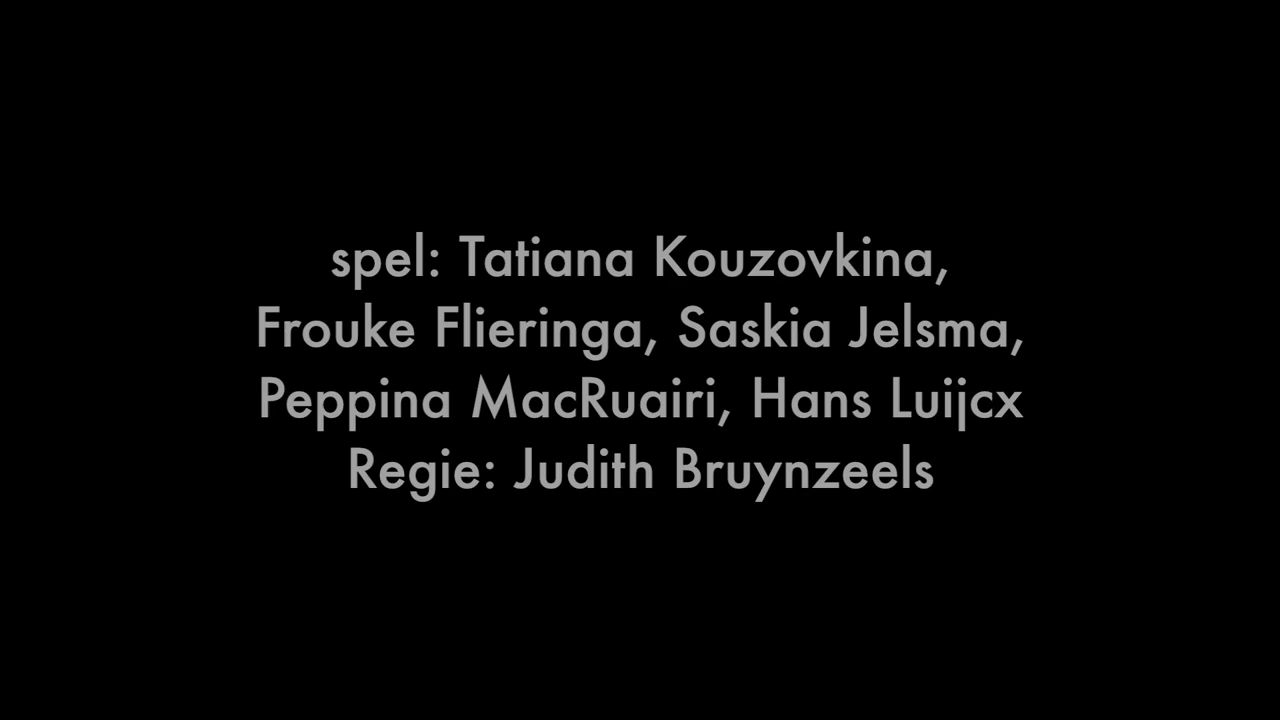 spel: Tatiana Kouzovkina,
Frouke Flieringa, Saskia Jelsma,
Peppina MacRuairi, Hans Luijcx
Regie: Judith Bruynzeels